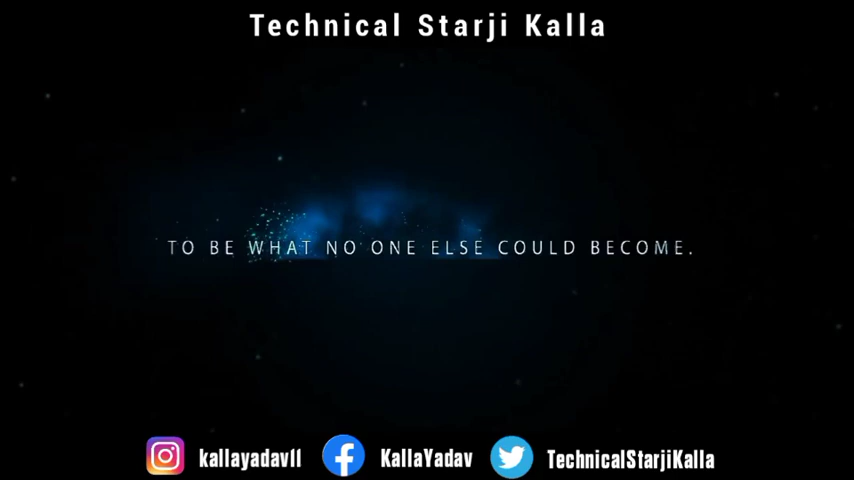 Technical Starji Kalla
TO BE WHAT NO ONE ELSE COULD BECOME.
kallayadav11 KallaYadav TechnicalStarjiKalla